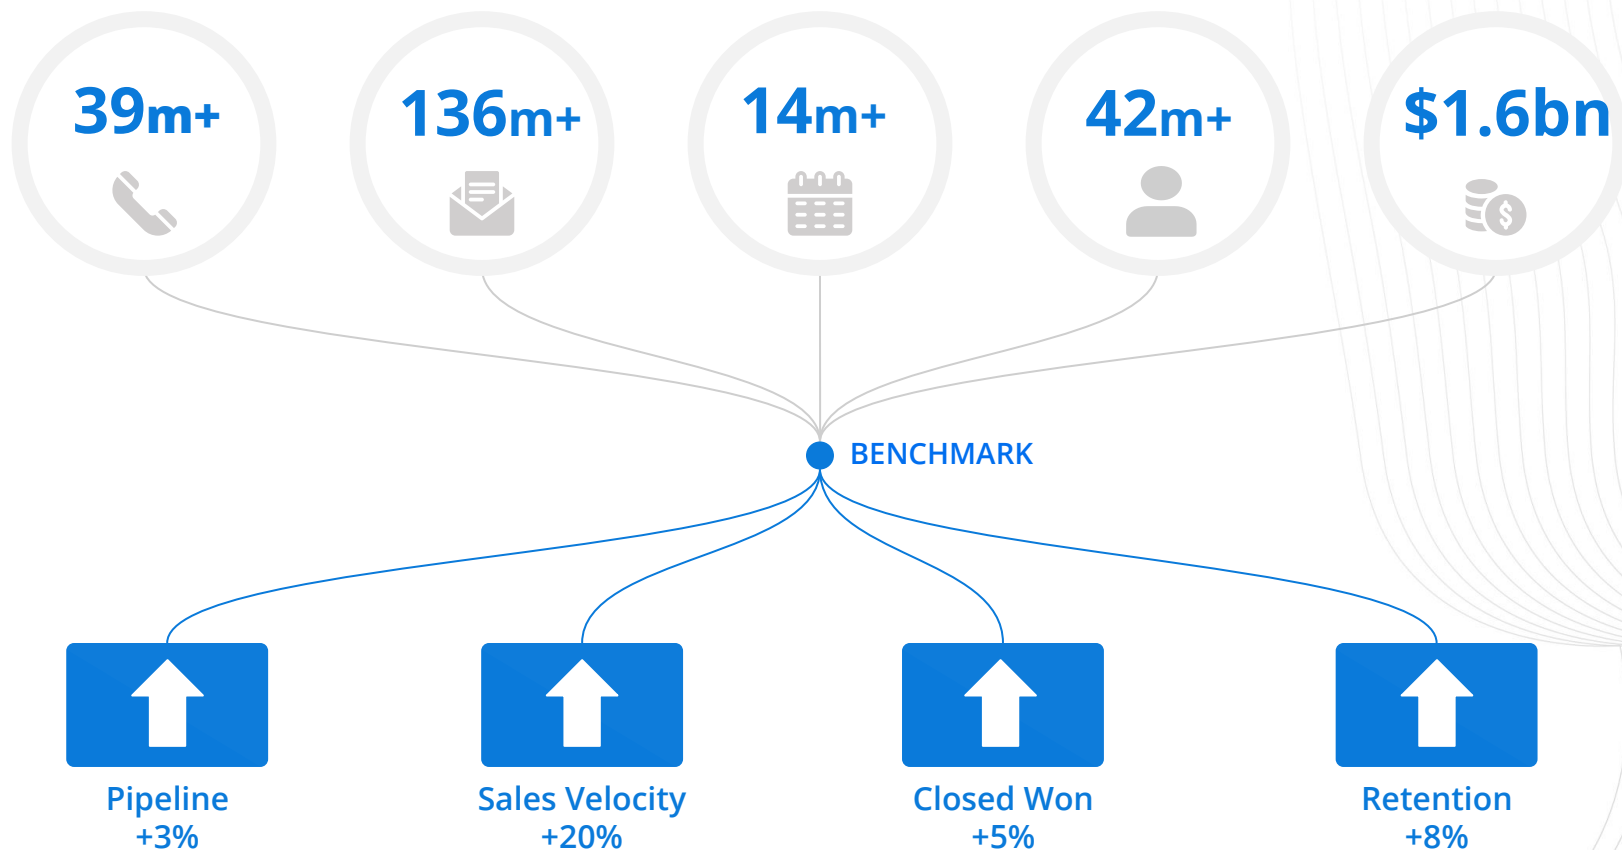 39m+
136m+
14m+
42m+
$1.6bn
$
BENCHMARK
Pipeline
+3%
Sales Velocity
+20%
Closed Won
+5%
Retention
+8%